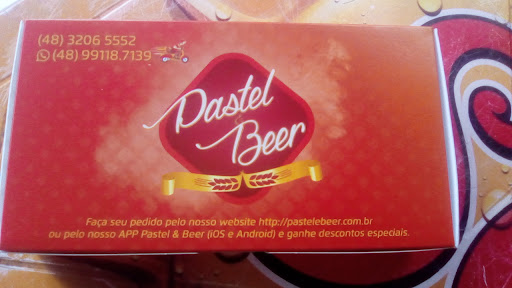 (48) 3206 5552
(48) 99118.7139
Pastel
& Beer
Faça seu pedido pelo nosso website http://pastelebeer.com.br
ou pelo nosso APP Pastel & Beer (iOS e Android) e ganhe descontos especiais.